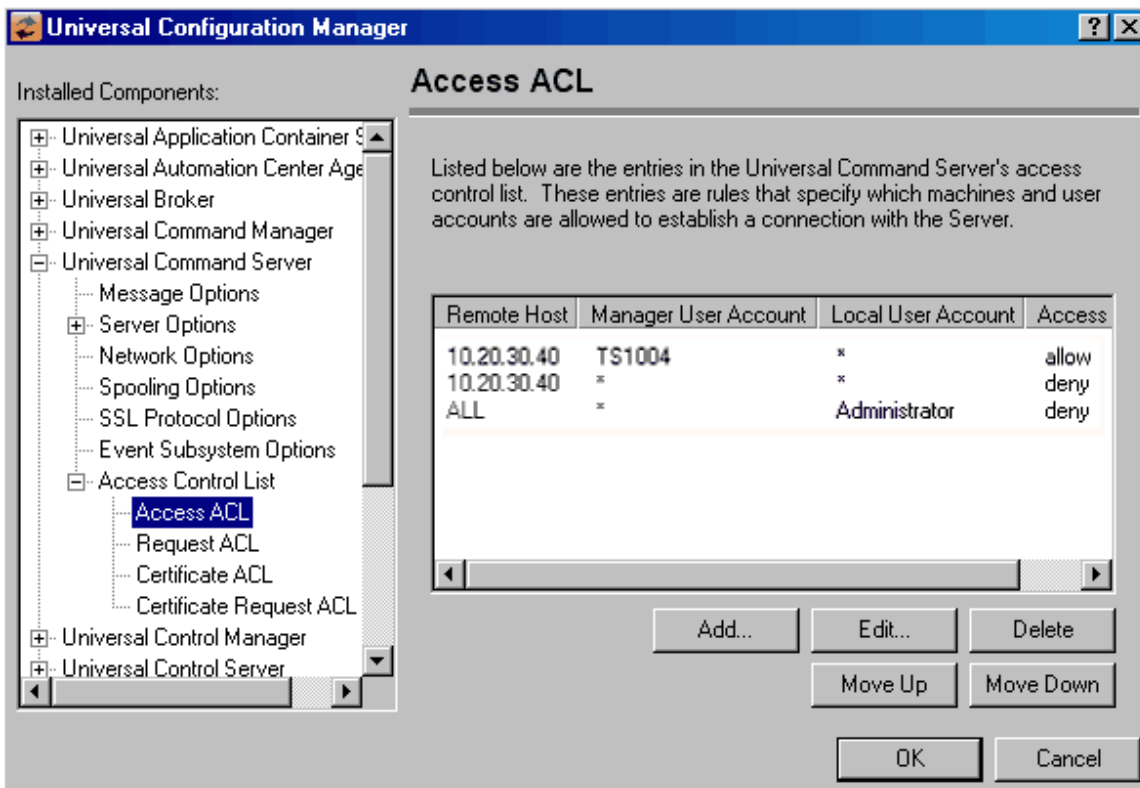 Universal Configuration Manager
Installed Components:
Universal Application Container S
Universal Automation Center Age
Universal Broker
Universal Command Manager
Universal Command Server
Message Options
Server Options
Network Options
Spooling Options
SSL Protocol Options
Event Subsystem Options
Access Control List
Access ACL
Request ACL
Certificate ACL
Certificate Request ACL
Universal Control Manager
Universal Control Server
Access ACL
Listed below are the entries in the Universal Command Server's access
control list. These entries are rules that specify which machines and user
accounts are allowed to establish a connection with the Server.
Remote Host Manager User Account Local User Account Access
10.20.30.40 TS1004 * allow
10.20.30.40 * * deny
ALL * Administrator deny
Add... Edit... Delete
Move Up Move Down
OK Cancel